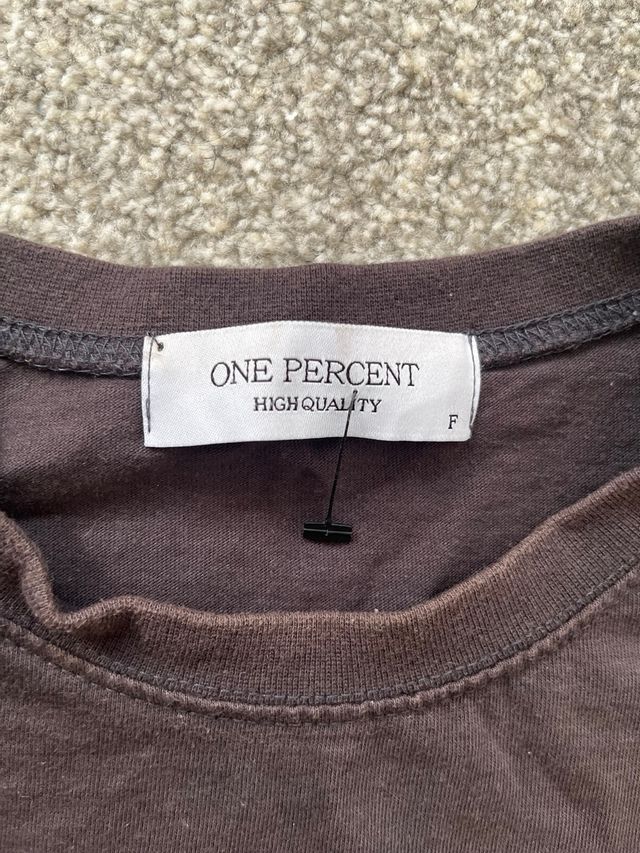 ONE PERCENT
HIGH QUALITY
F